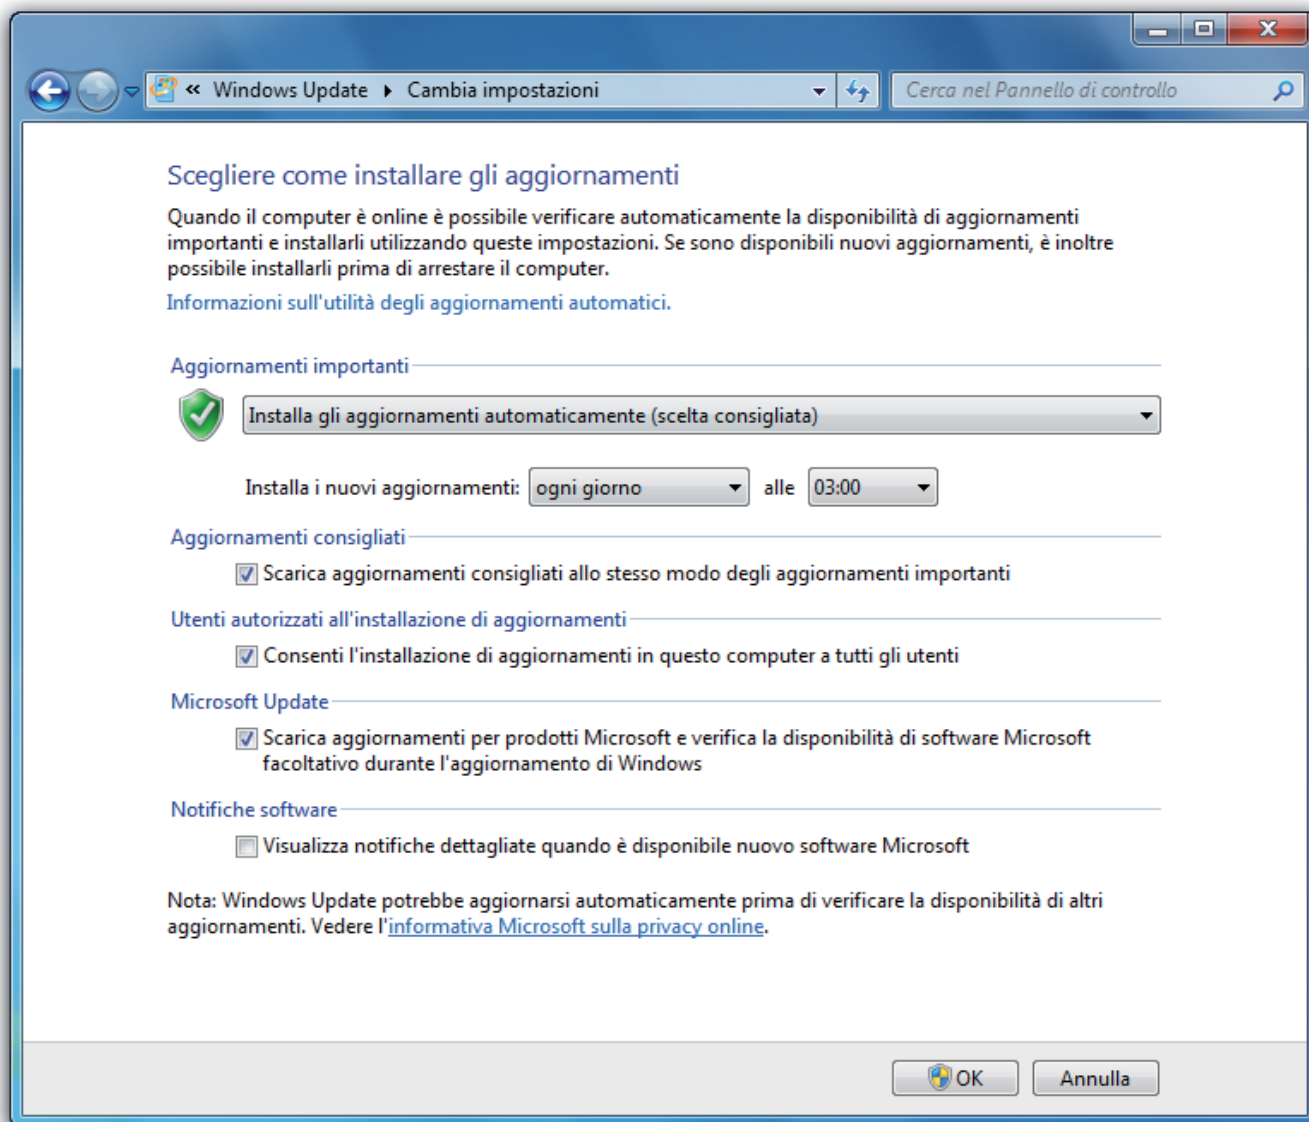 « Windows Update ▸ Cambia impostazioni
Cerca nel Pannello di controllo
Scegliere come installare gli aggiornamenti
Quando il computer è online è possibile verificare automaticamente la disponibilità di aggiornamenti
importanti e installarli utilizzando queste impostazioni. Se sono disponibili nuovi aggiornamenti, è inoltre
possibile installarli prima di arrestare il computer.
Informazioni sull'utilità degli aggiornamenti automatici.
Aggiornamenti importanti
Installa gli aggiornamenti automaticamente (scelta consigliata)
Installa i nuovi aggiornamenti: ogni giorno alle 03:00
Aggiornamenti consigliati
Scarica aggiornamenti consigliati allo stesso modo degli aggiornamenti importanti
Utenti autorizzati all'installazione di aggiornamenti
Consenti l'installazione di aggiornamenti in questo computer a tutti gli utenti
Microsoft Update
Scarica aggiornamenti per prodotti Microsoft e verifica la disponibilità di software Microsoft
facoltativo durante l'aggiornamento di Windows
Notifiche software
Visualizza notifiche dettagliate quando è disponibile nuovo software Microsoft
Nota: Windows Update potrebbe aggiornarsi automaticamente prima di verificare la disponibilità di altri
aggiornamenti. Vedere l'informativa Microsoft sulla privacy online.
OK Annulla